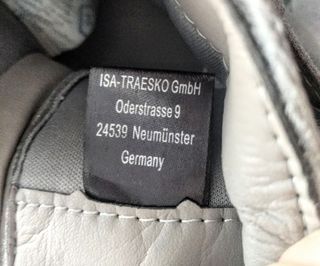 ISA-TRAESKO GmbH
Oderstrasse 9
24539 Neumünster
Germany